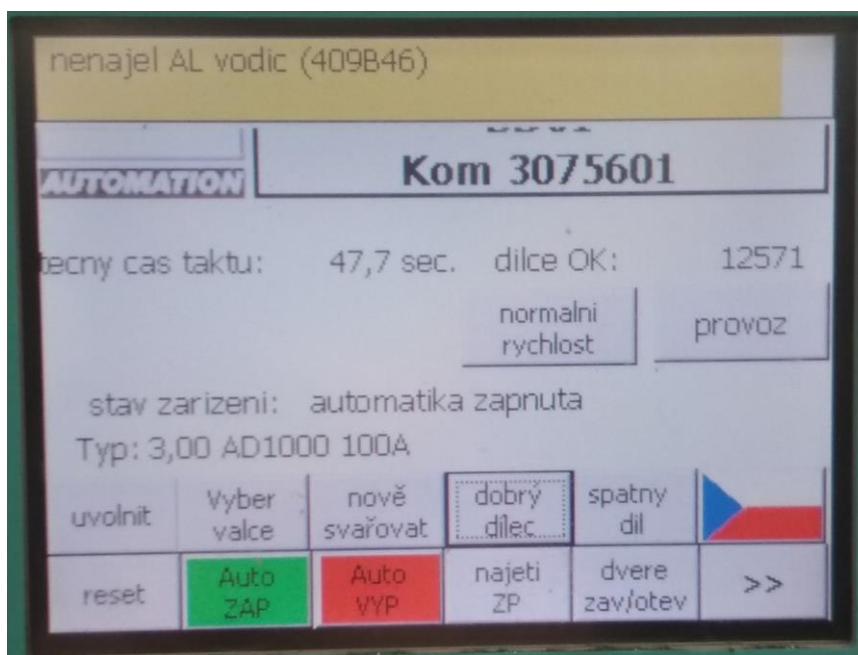 nenajel AL vodic (409B46)
AUTOMATION
Kom 3075601
tecny cas taktu: 47,7 sec. dilce OK: 12571
normalni
rychlost
provoz
stav zarizeni: automatika zapnuta
Typ: 3,00 AD1000 100A
uvolnit
Vyber
valce
nově
svařovat
dobrý
dílec
spatny
dil
reset
Auto
ZAP
Auto
VYP
najeti
ZP
dvere
zav/otev
>>